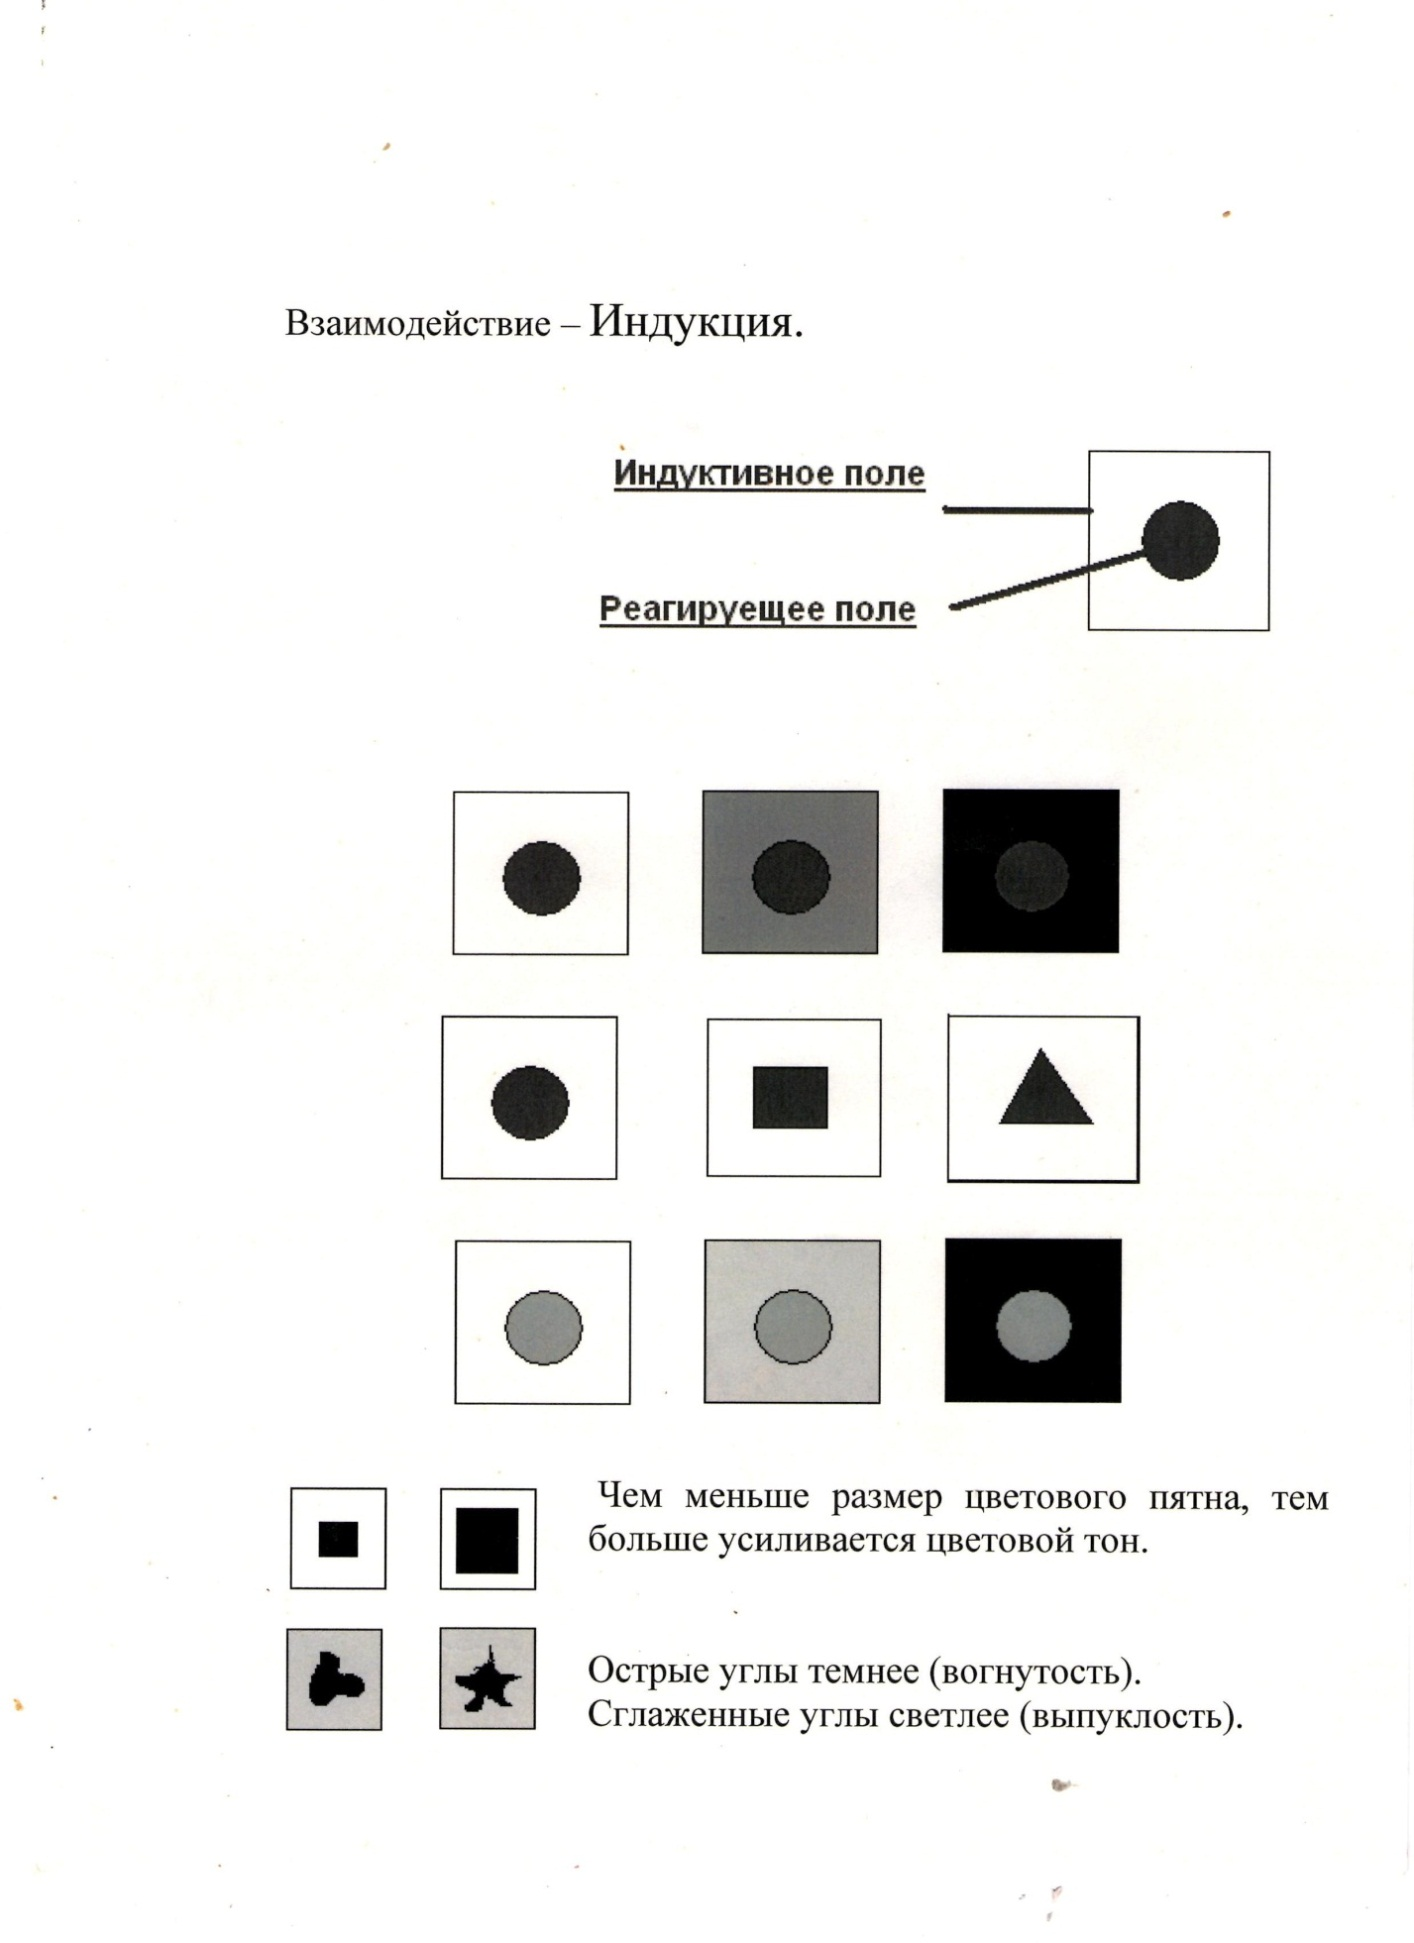 Взаимодействие – Индукция.
Индуктивное поле
Реагируещее поле
Чем меньше размер цветового пятна, тем
больше усиливается цветовой тон.
Острые углы темнее (вогнутость).
Сглаженные углы светлее (выпуклость).